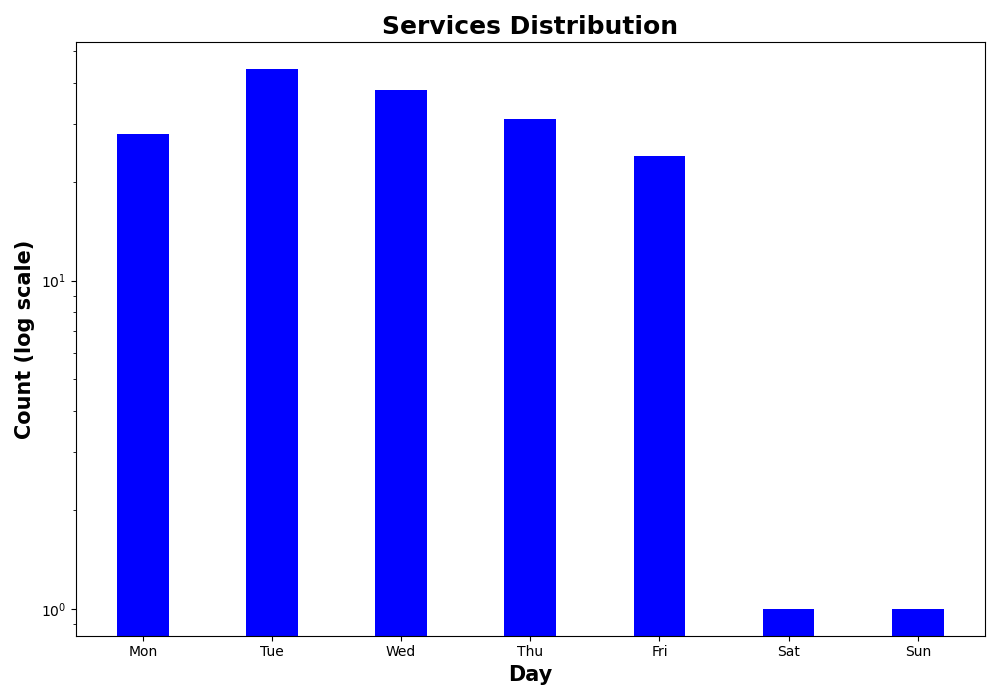 Services Distribution
Count (log scale)
10¹
10⁰
Mon Tue Wed Thu Fri Sat Sun
Day